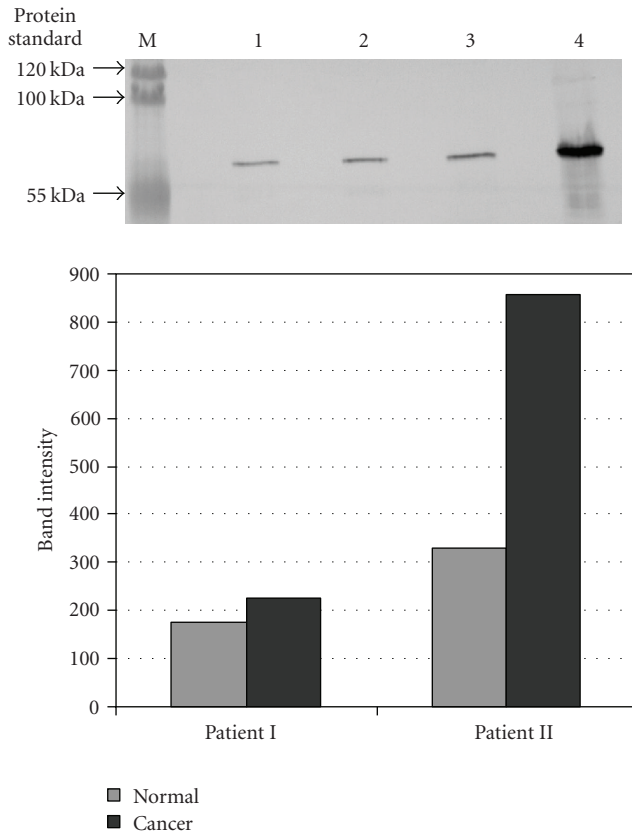 Protein
standard M 1 2 3 4
120 kDa
100 kDa
55 kDa
900
800
700
600
500
400
300
200
100
0
Band intensity
Patient I Patient II
Normal
Cancer